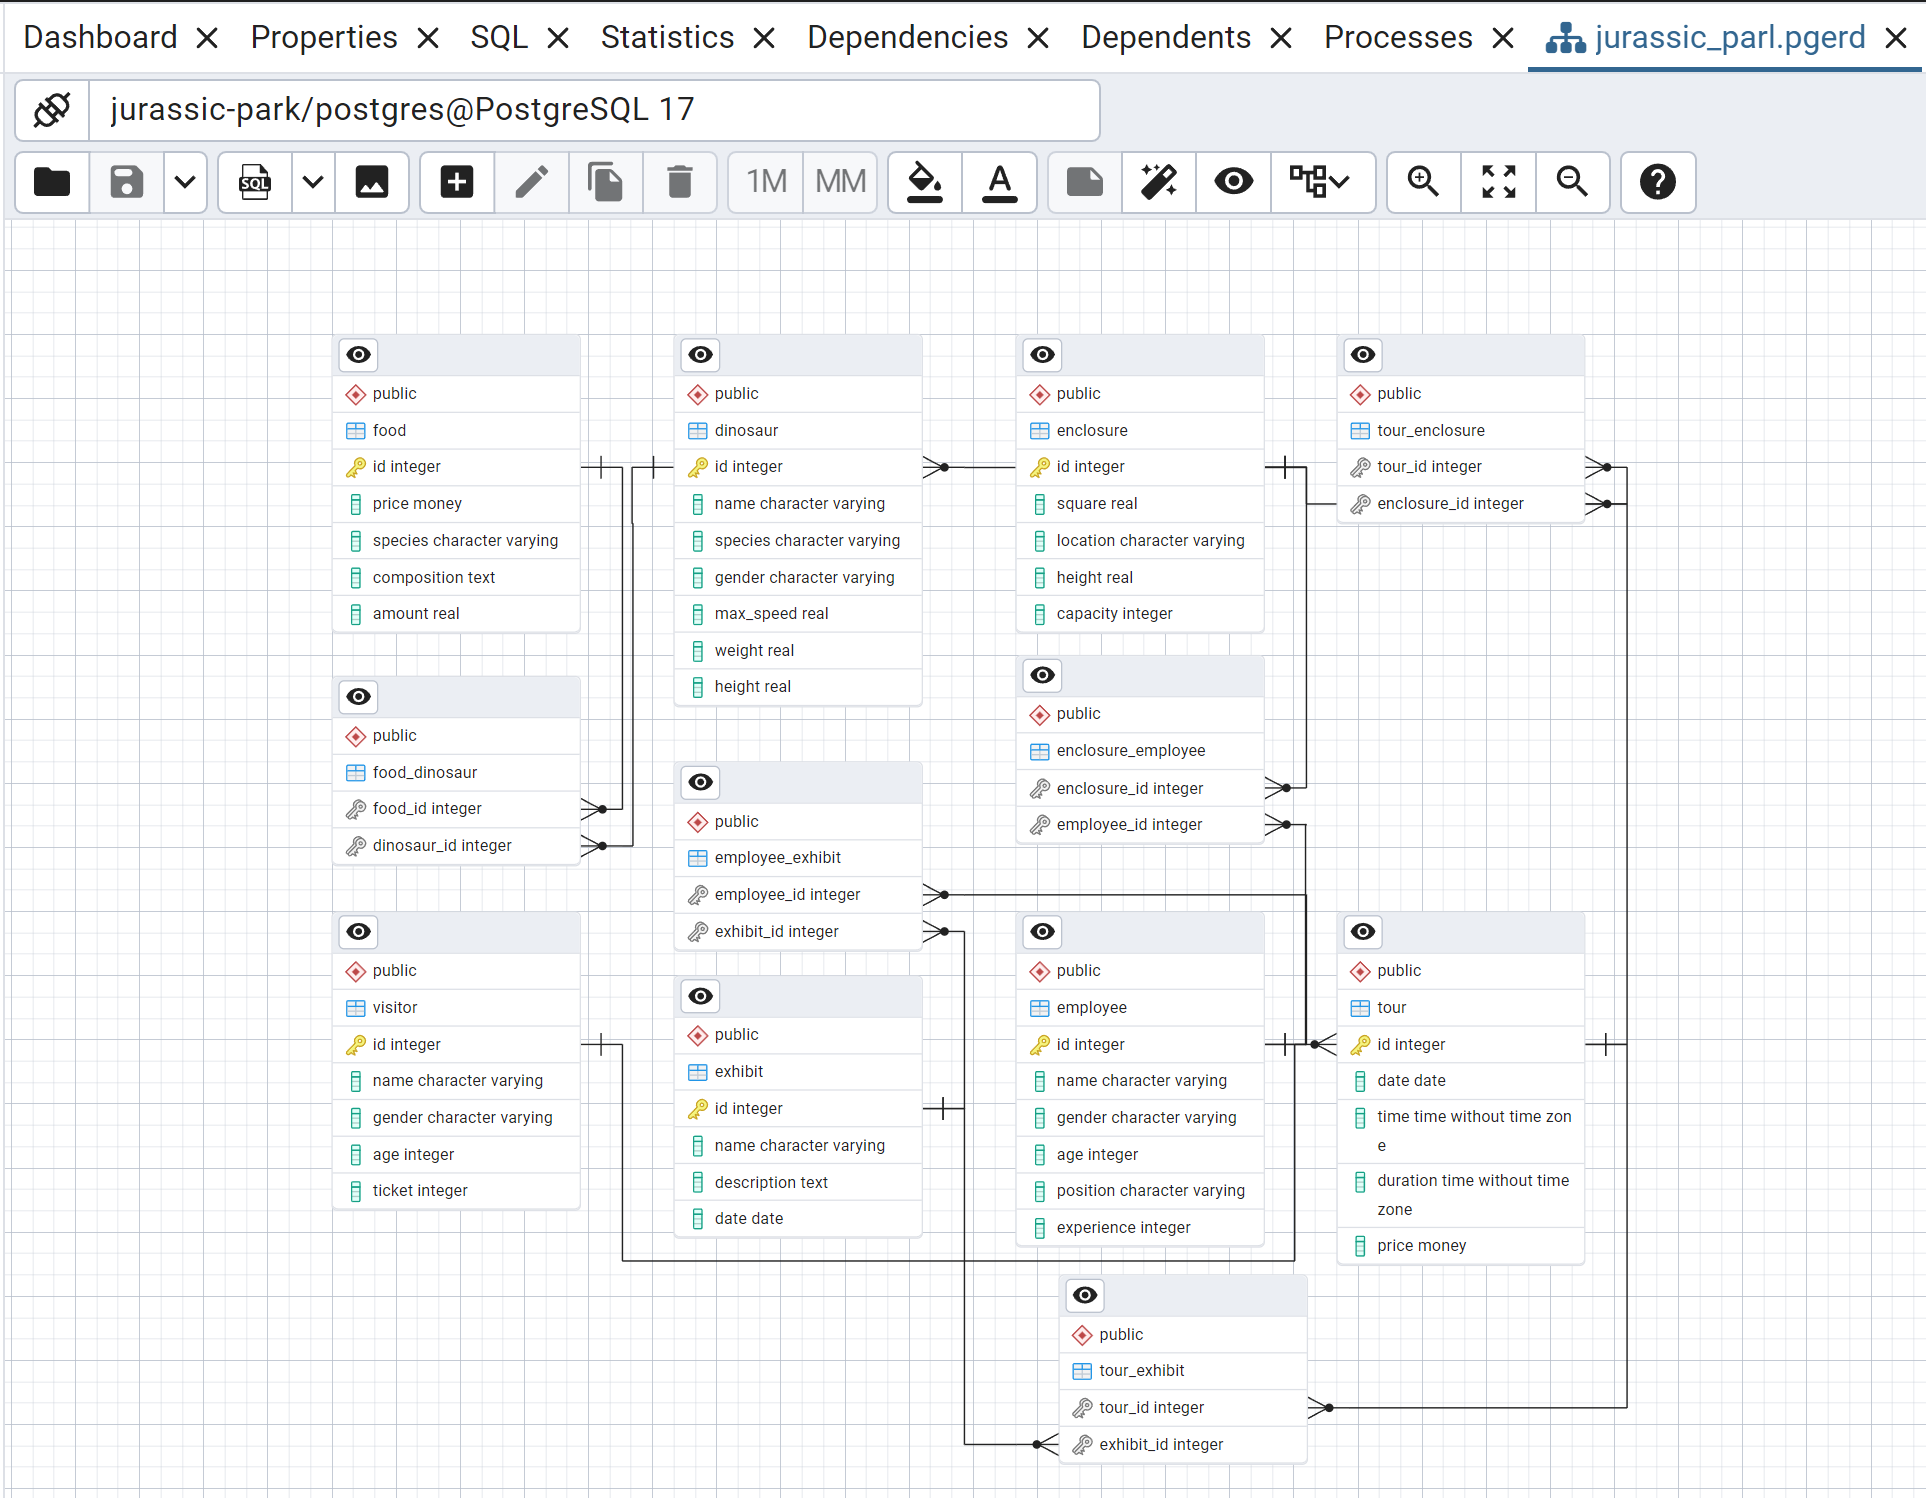 Dashboard Properties SQL Statistics Dependencies Dependents Processes jurassic_parl.pgerd
jurassic-park/postgres@PostgreSQL 17
SQL 1M MM A
public
food
id integer
price money
species character varying
composition text
amount real
public
dinosaur
id integer
name character varying
species character varying
gender character varying
max_speed real
weight real
height real
public
enclosure
id integer
square real
location character varying
height real
capacity integer
public
tour_enclosure
tour_id integer
enclosure_id integer
public
food_dinosaur
food_id integer
dinosaur_id integer
public
employee_exhibit
employee_id integer
exhibit_id integer
public
enclosure_employee
enclosure_id integer
employee_id integer
public
visitor
id integer
name character varying
gender character varying
age integer
ticket integer
public
exhibit
id integer
name character varying
description text
date date
public
employee
id integer
name character varying
gender character varying
age integer
position character varying
experience integer
public
tour
id integer
date date
time time without time zon
e
duration time without time
zone
price money
public
tour_exhibit
tour_id integer
exhibit_id integer